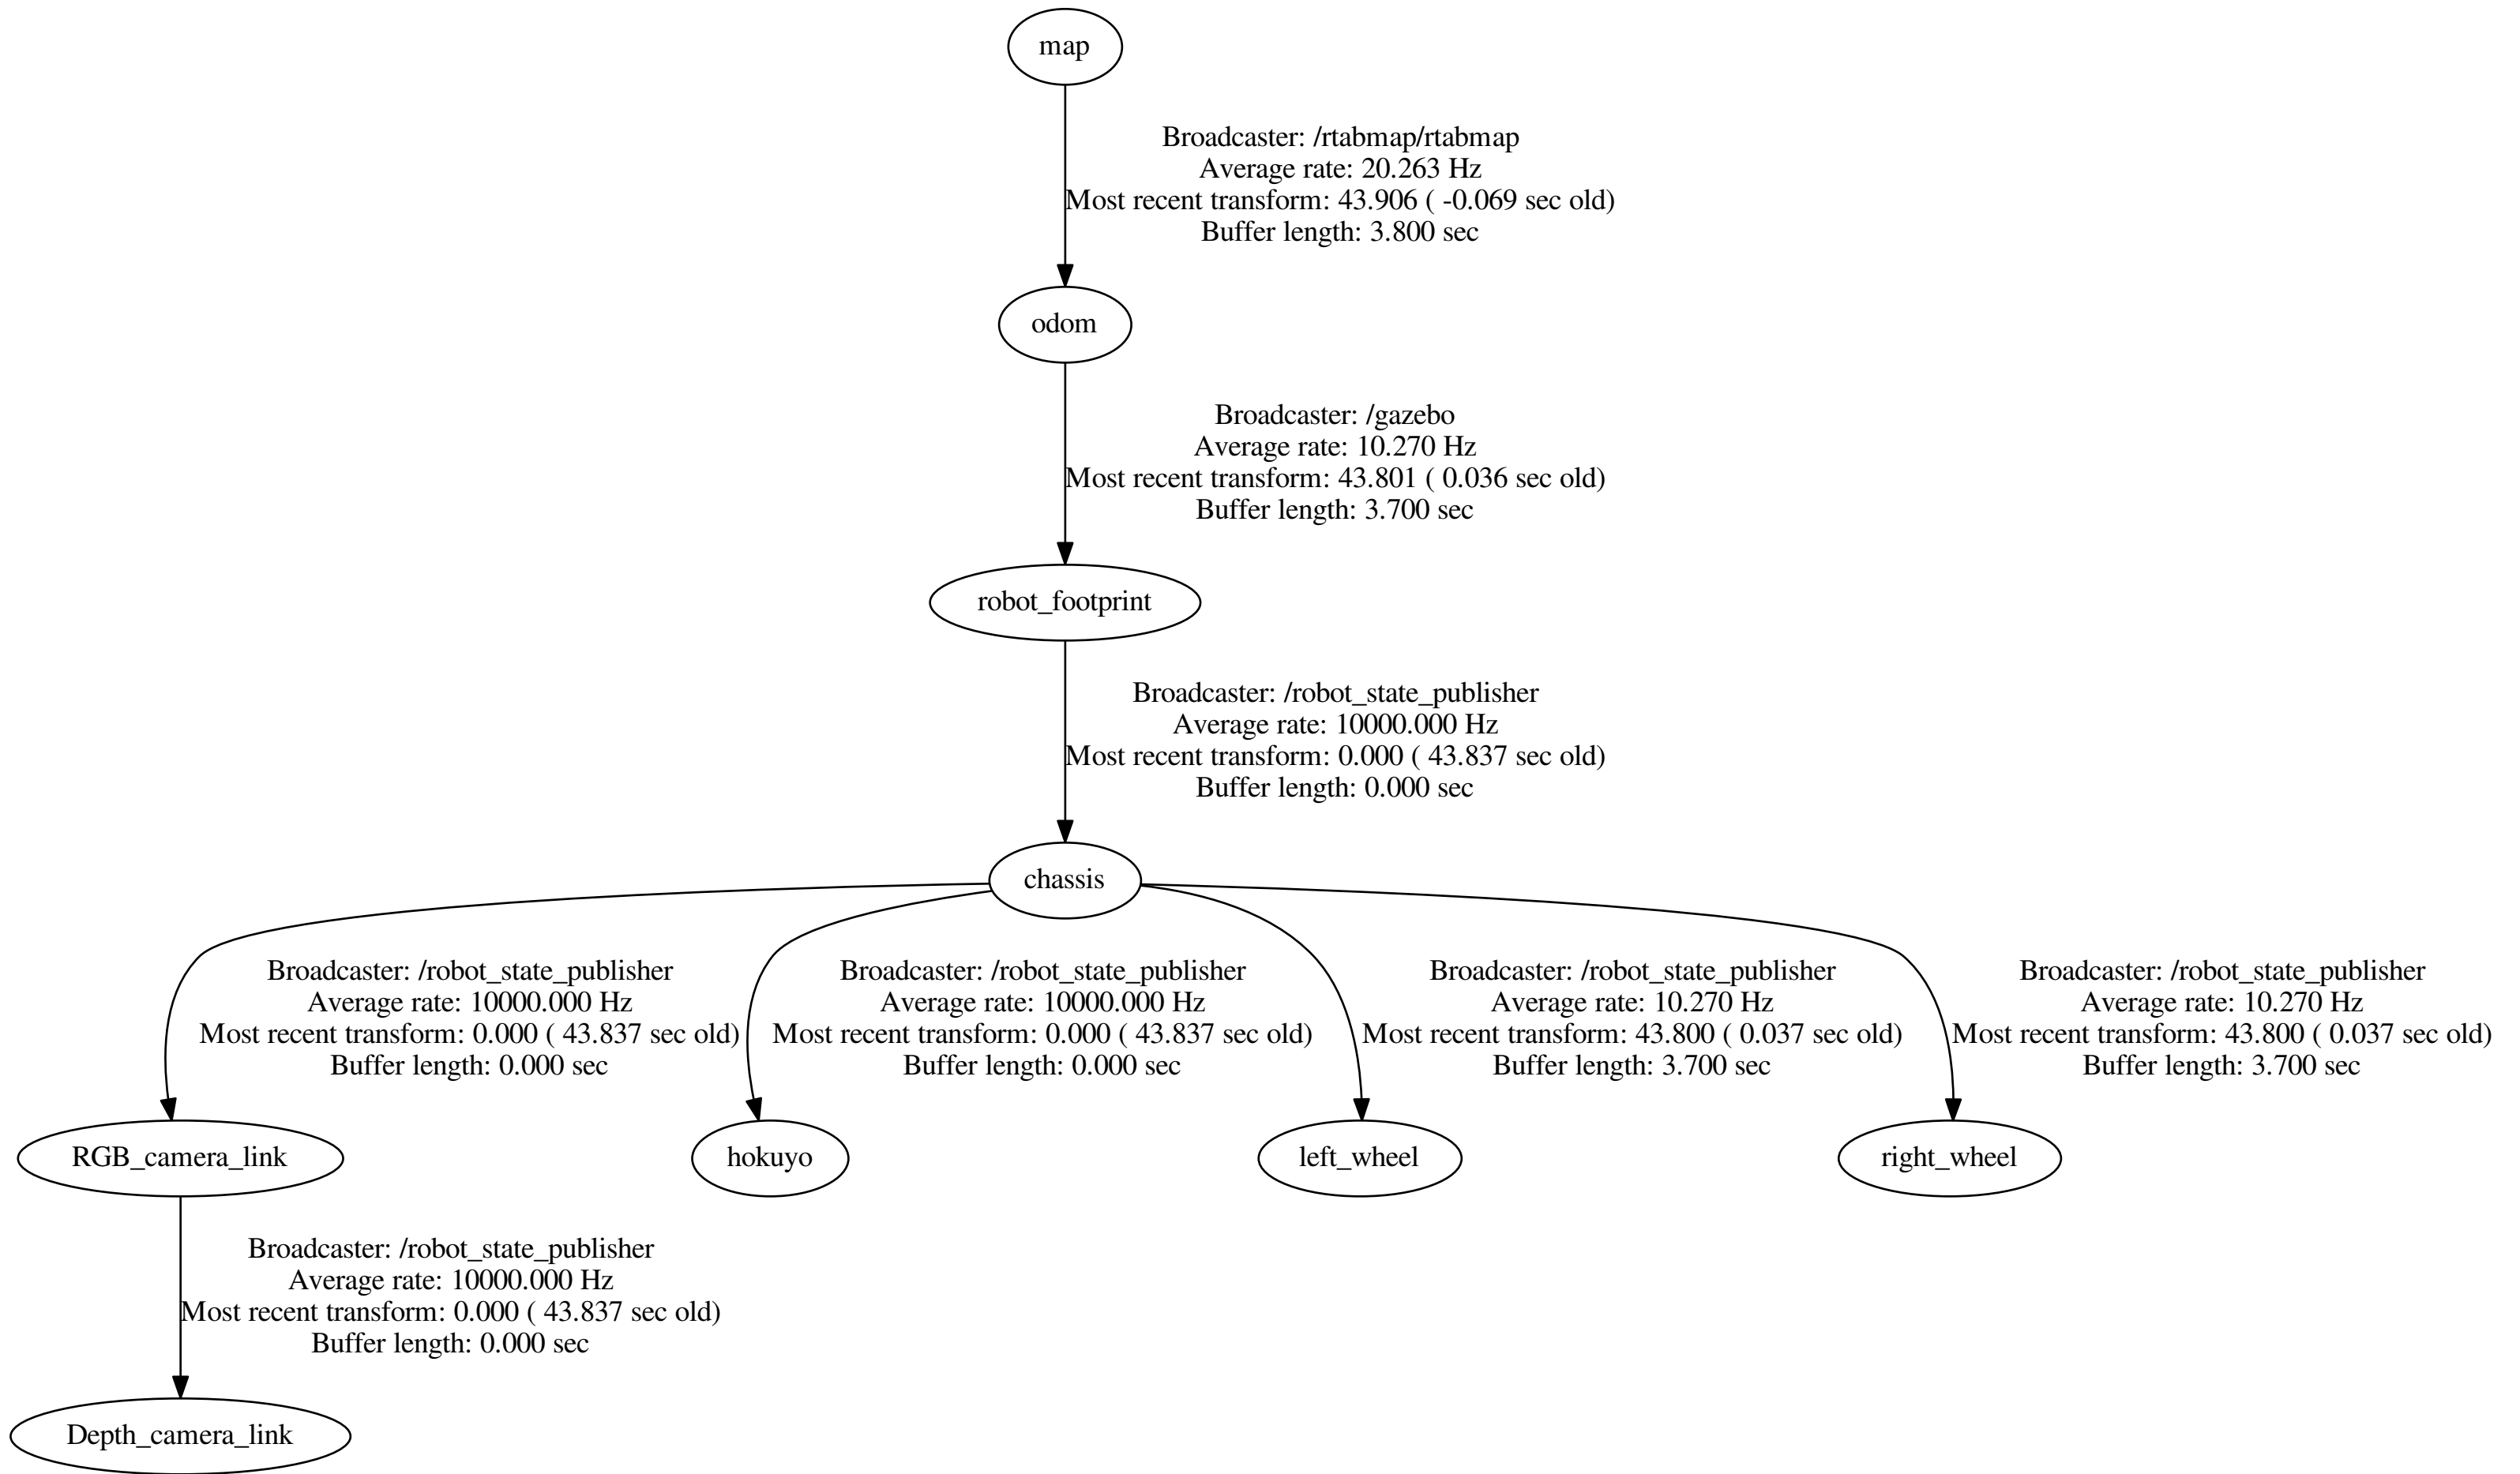 map
Broadcaster: /rtabmap/rtabmap
Average rate: 20.263 Hz
Most recent transform: 43.906 ( -0.069 sec old)
Buffer length: 3.800 sec
odom
Broadcaster: /gazebo
Average rate: 10.270 Hz
Most recent transform: 43.801 ( 0.036 sec old)
Buffer length: 3.700 sec
robot_footprint
Broadcaster: /robot_state_publisher
Average rate: 10000.000 Hz
Most recent transform: 0.000 ( 43.837 sec old)
Buffer length: 0.000 sec
chassis
Broadcaster: /robot_state_publisher
Average rate: 10000.000 Hz
Most recent transform: 0.000 ( 43.837 sec old)
Buffer length: 0.000 sec
Broadcaster: /robot_state_publisher
Average rate: 10000.000 Hz
Most recent transform: 0.000 ( 43.837 sec old)
Buffer length: 0.000 sec
Broadcaster: /robot_state_publisher
Average rate: 10.270 Hz
Most recent transform: 43.800 ( 0.037 sec old)
Buffer length: 3.700 sec
Broadcaster: /robot_state_publisher
Average rate: 10.270 Hz
Most recent transform: 43.800 ( 0.037 sec old)
Buffer length: 3.700 sec
RGB_camera_link
hokuyo
left_wheel
right_wheel
Broadcaster: /robot_state_publisher
Average rate: 10000.000 Hz
Most recent transform: 0.000 ( 43.837 sec old)
Buffer length: 0.000 sec
Depth_camera_link